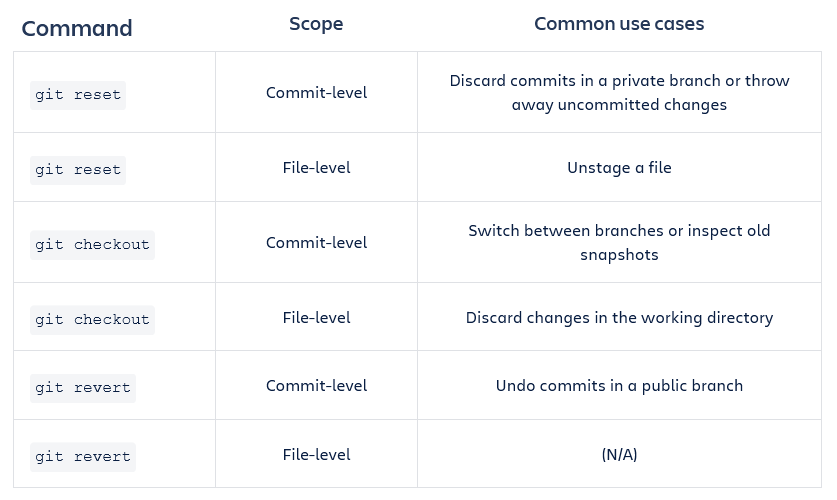 Command Scope Common use cases
git reset Commit-level Discard commits in a private branch or throw
away uncommitted changes
git reset File-level Unstage a file
git checkout Commit-level Switch between branches or inspect old
snapshots
git checkout File-level Discard changes in the working directory
git revert Commit-level Undo commits in a public branch
git revert File-level (N/A)